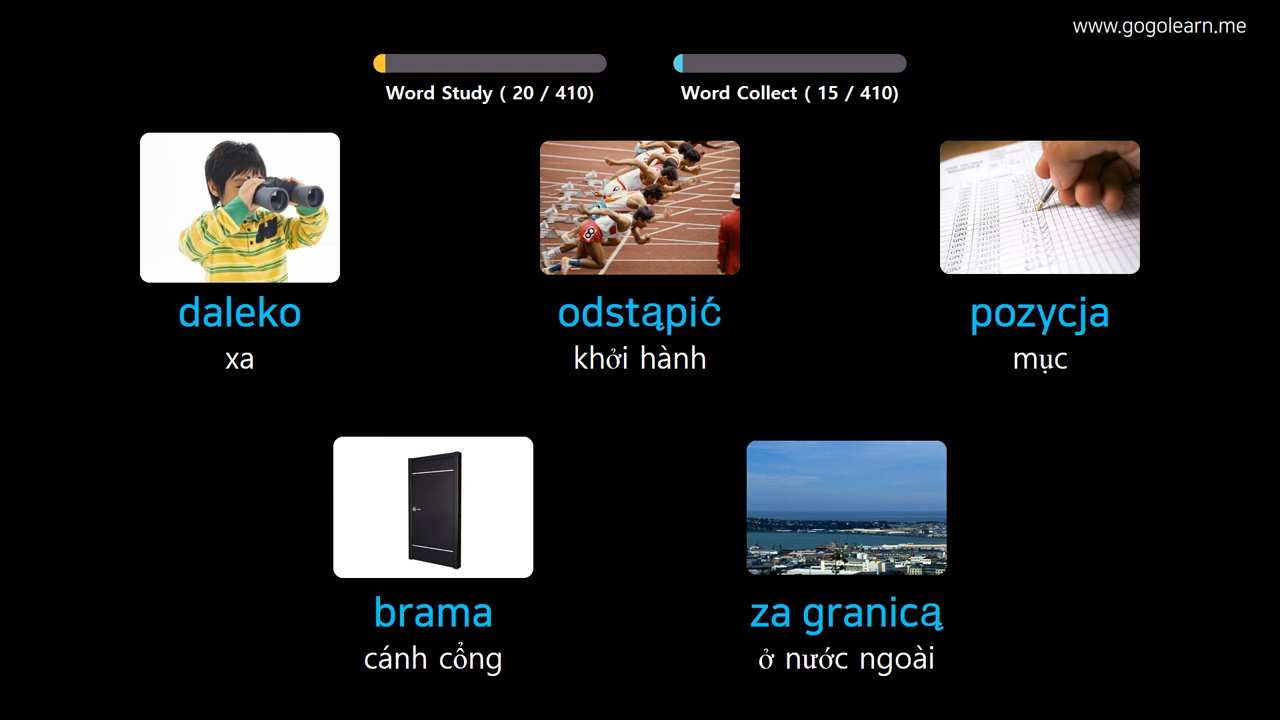 www.gogolearn.me
Word Study ( 20 / 410)
Word Collect ( 15 / 410)
daleko
xa
odstąpić
khởi hành
pozycja
mục
brama
cánh cổng
za granicą
ở nước ngoài